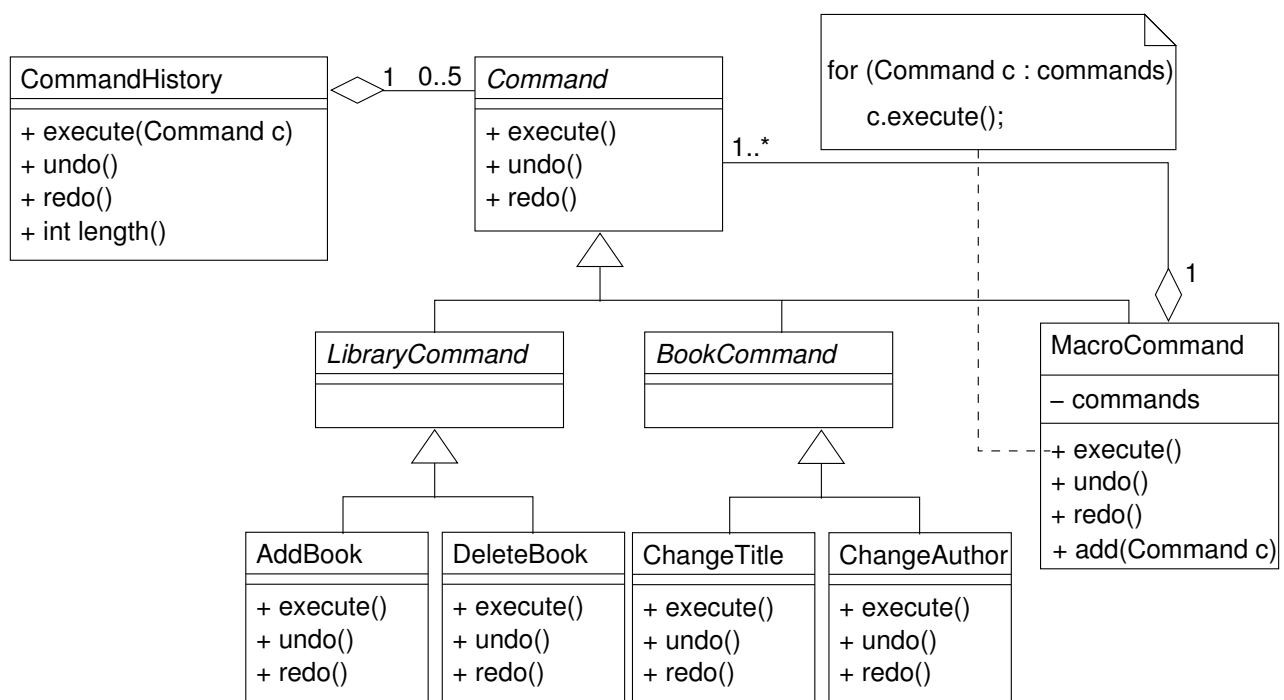 CommandHistory
+ execute(Command c)
+ undo()
+ redo()
+ int length()
1
0..5
Command
+ execute()
+ undo()
+ redo()
1..*
for (Command c : commands)
c.execute();
1
LibraryCommand
BookCommand
MacroCommand
– commands
+ execute()
+ undo()
+ redo()
+ add(Command c)
AddBook
+ execute()
+ undo()
+ redo()
DeleteBook
+ execute()
+ undo()
+ redo()
ChangeTitle
+ execute()
+ undo()
+ redo()
ChangeAuthor
+ execute()
+ undo()
+ redo()